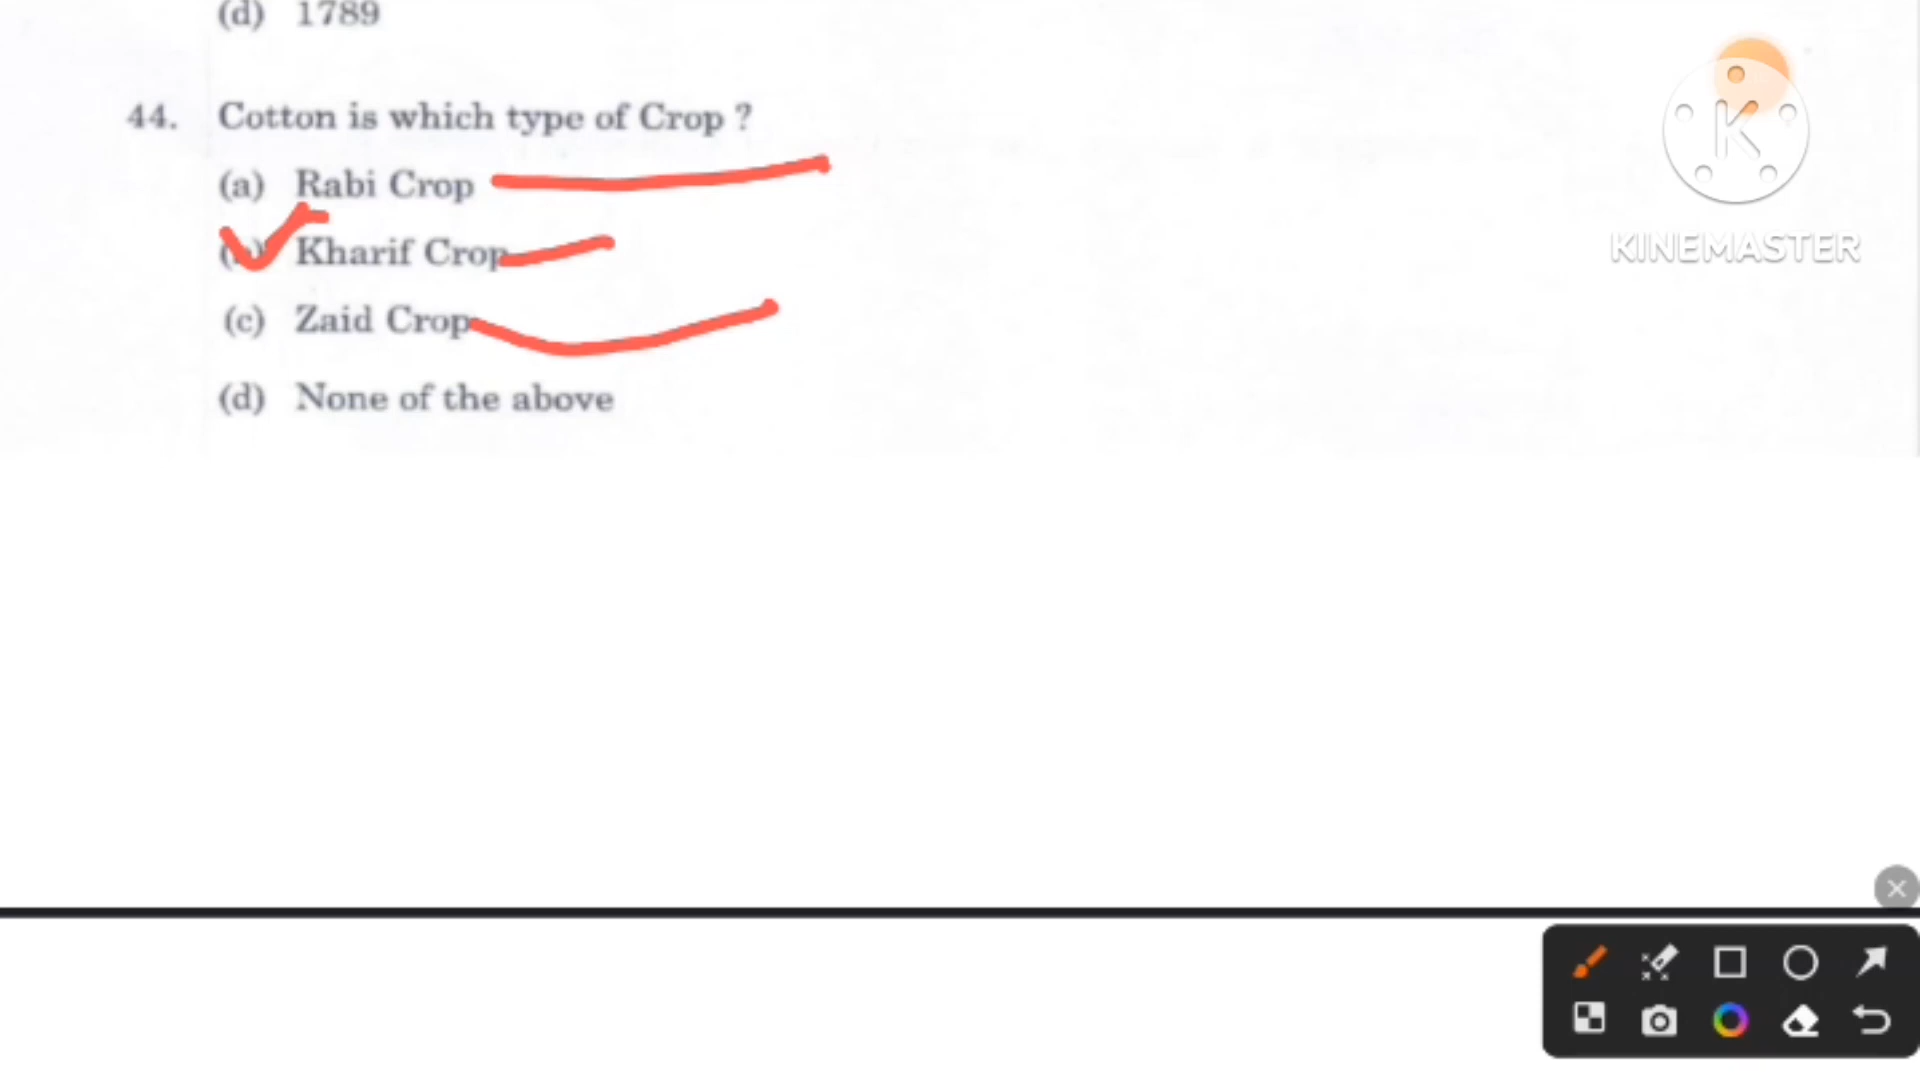 (d) 1789
44. Cotton is which type of Crop ?
(a) Rabi Crop
Kharif Crop
(c) Zaid Crop
(d) None of the above
K
KINEMASTER